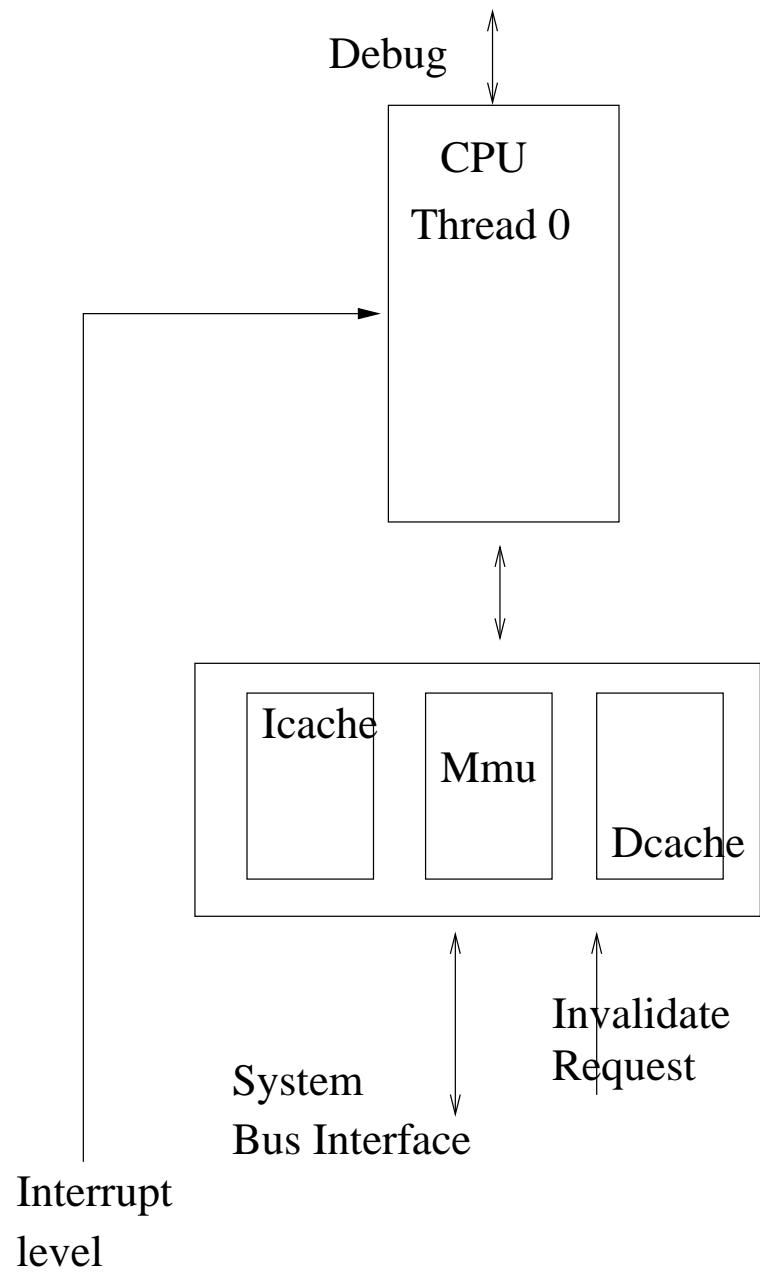 Debug
CPU
Thread 0
Icache
Mmu
Dcache
Invalidate
Request
System
Bus Interface
Interrupt
level